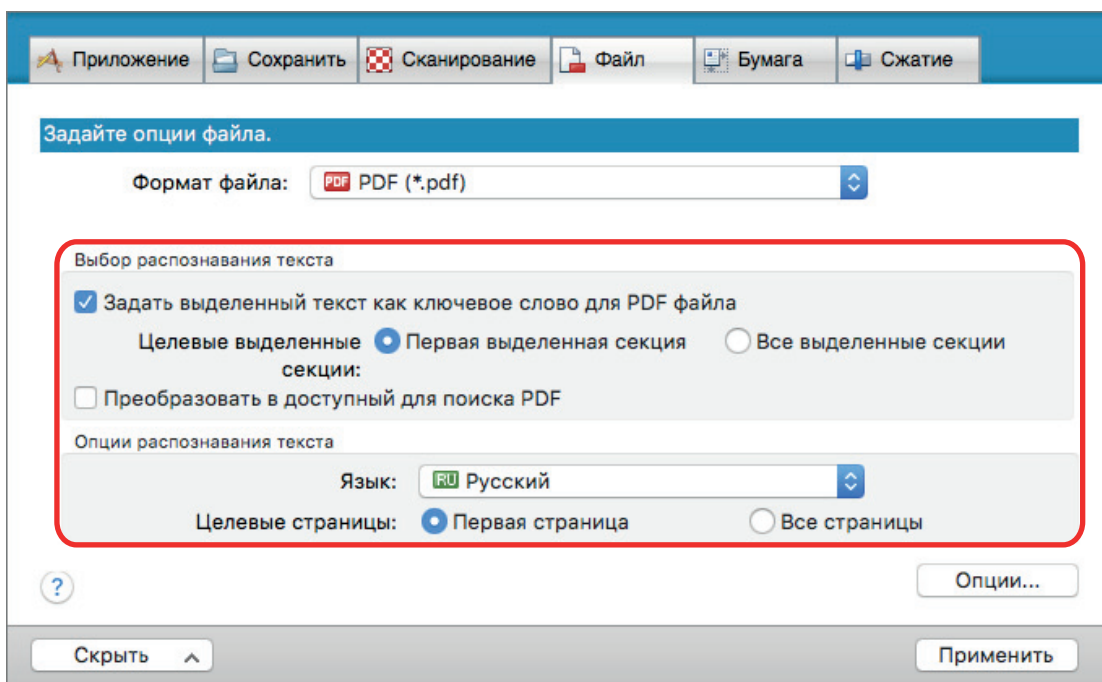 Приложение
Сохранить
Сканирование
Файл
Бумага
Сжатие
Задайте опции файла.
Формат файла: PDF PDF (*.pdf)
Выбор распознавания текста
Задать выделенный текст как ключевое слово для PDF файла
Целевые выделенные секции: Первая выделенная секция Все выделенные секции
Преобразовать в доступный для поиска PDF
Опции распознавания текста
Язык: RU Русский
Целевые страницы: Первая страница Все страницы
?
Опции...
Скрыть
Применить